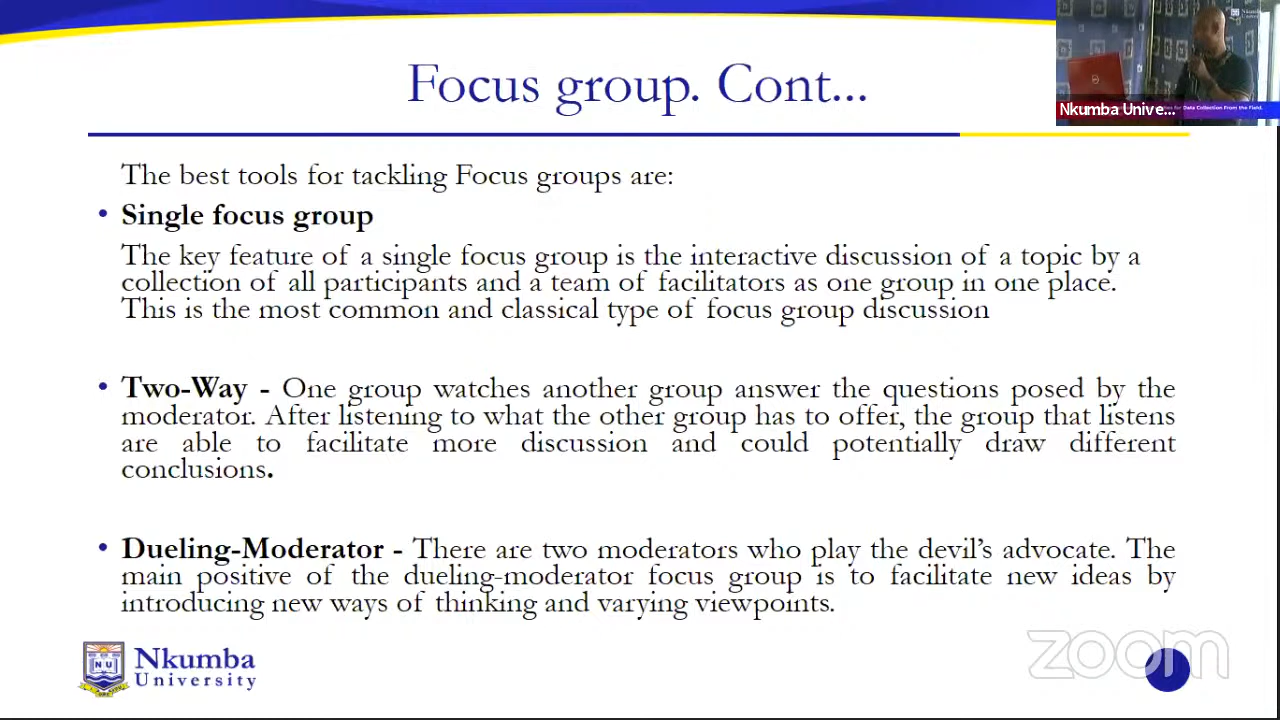 Focus group. Cont...
Nkumba Unive...
for Data Collection From the Field.
The best tools for tackling Focus groups are:
• Single focus group
The key feature of a single focus group is the interactive discussion of a topic by a
collection of all participants and a team of facilitators as one group in one place.
This is the most common and classical type of focus group discussion
• Two-Way - One group watches another group answer the questions posed by the
moderator. After listening to what the other group has to offer, the group that listens
are able to facilitate more discussion and could potentially draw different
conclusions.
• Dueling-Moderator - There are two moderators who play the devil's advocate. The
main positive of the dueling-moderator focus group is to facilitate new ideas by
introducing new ways of thinking and varying viewpoints.
Nkumba
University
zoom